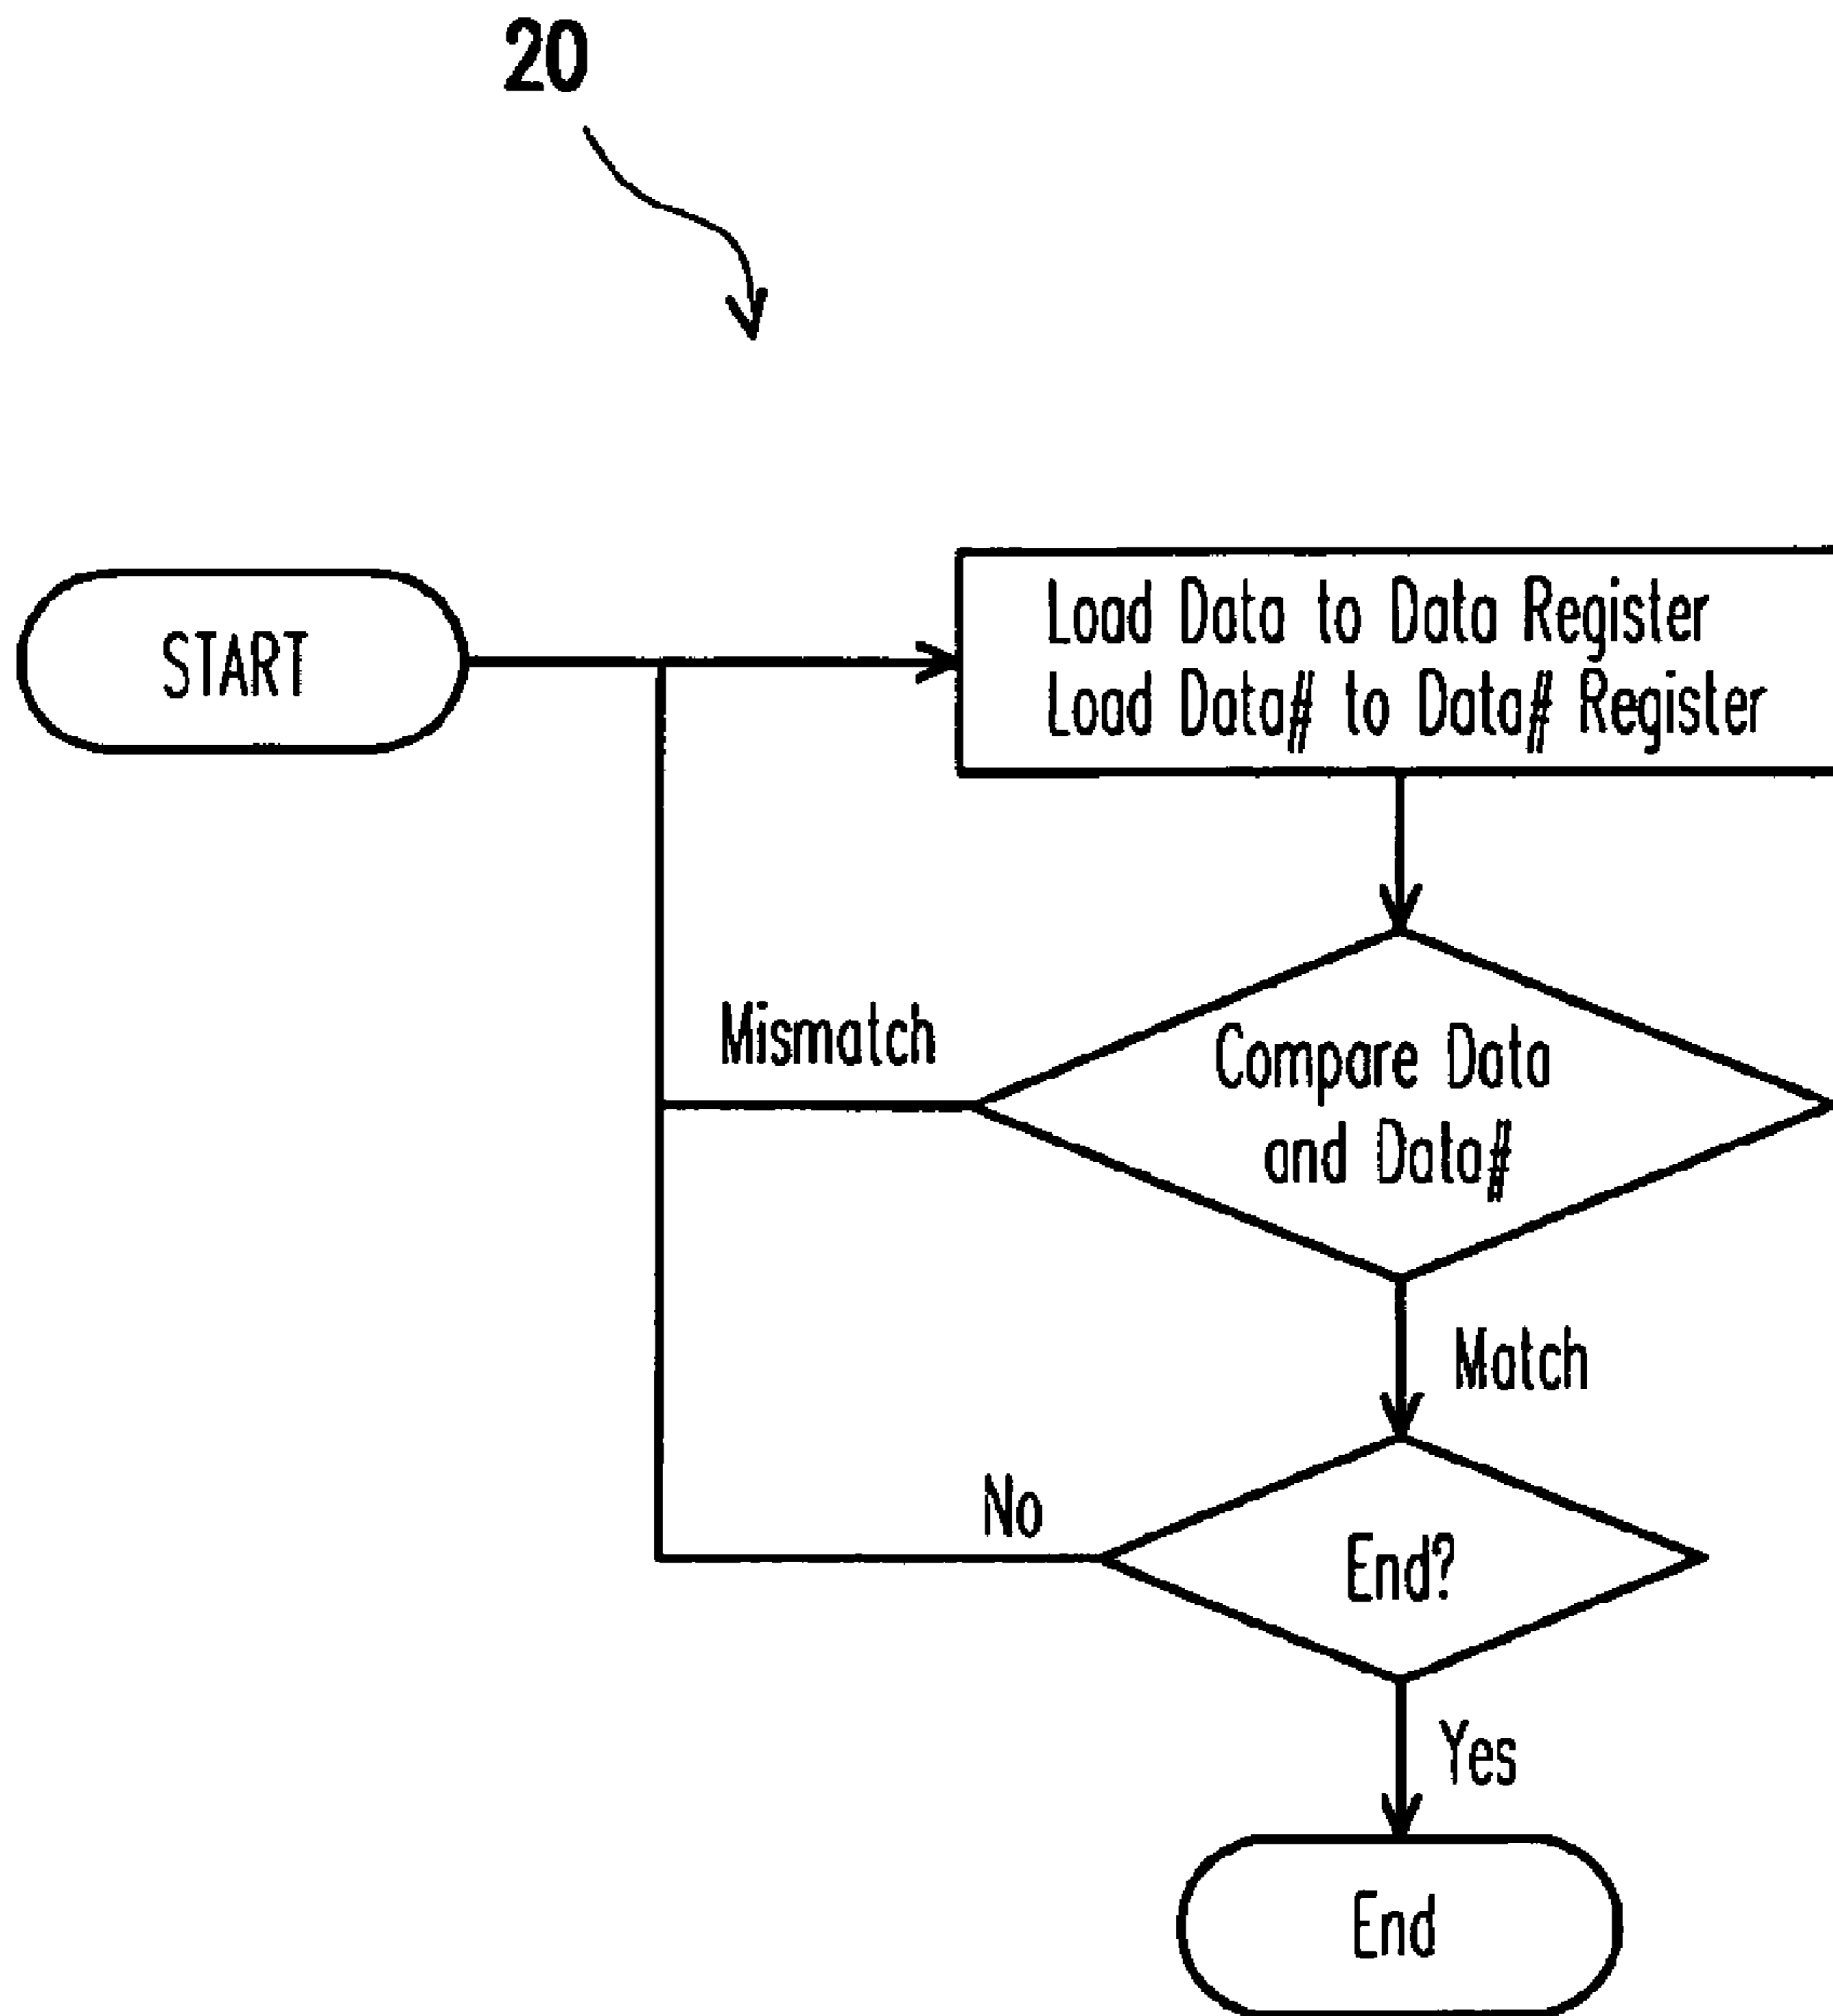 20
START
Load Data to Data Register
Load Data# to Data# Register
Mismatch
Compare Data
and Data#
Match
No
End?
Yes
End